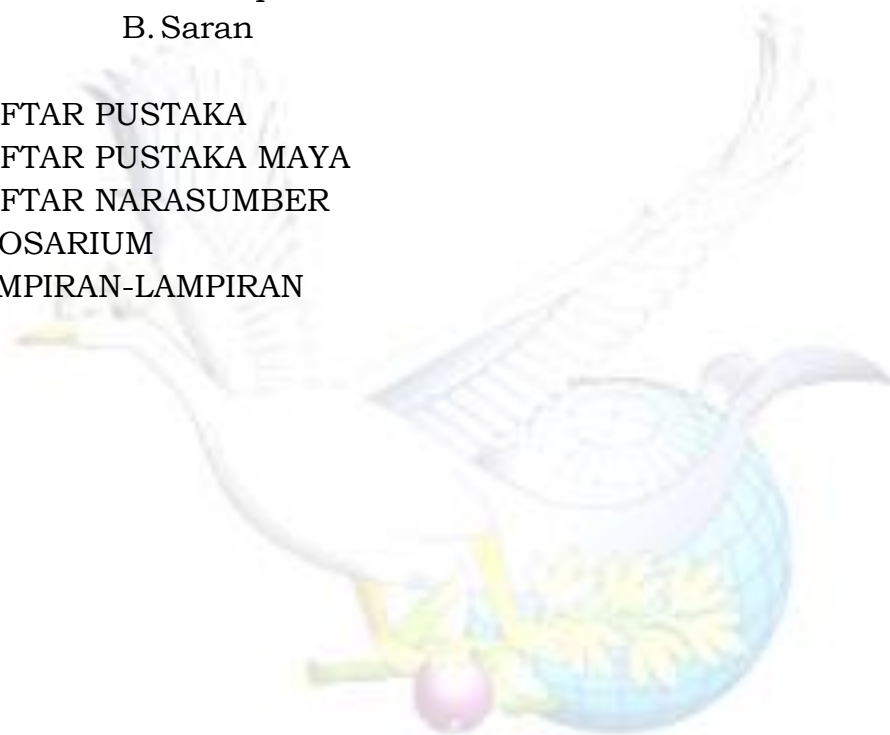 B. Saran
FTAR PUSTAKA
FTAR PUSTAKA MAYA
FTAR NARASUMBER
OSARIUM
MPIRAN-LAMPIRAN